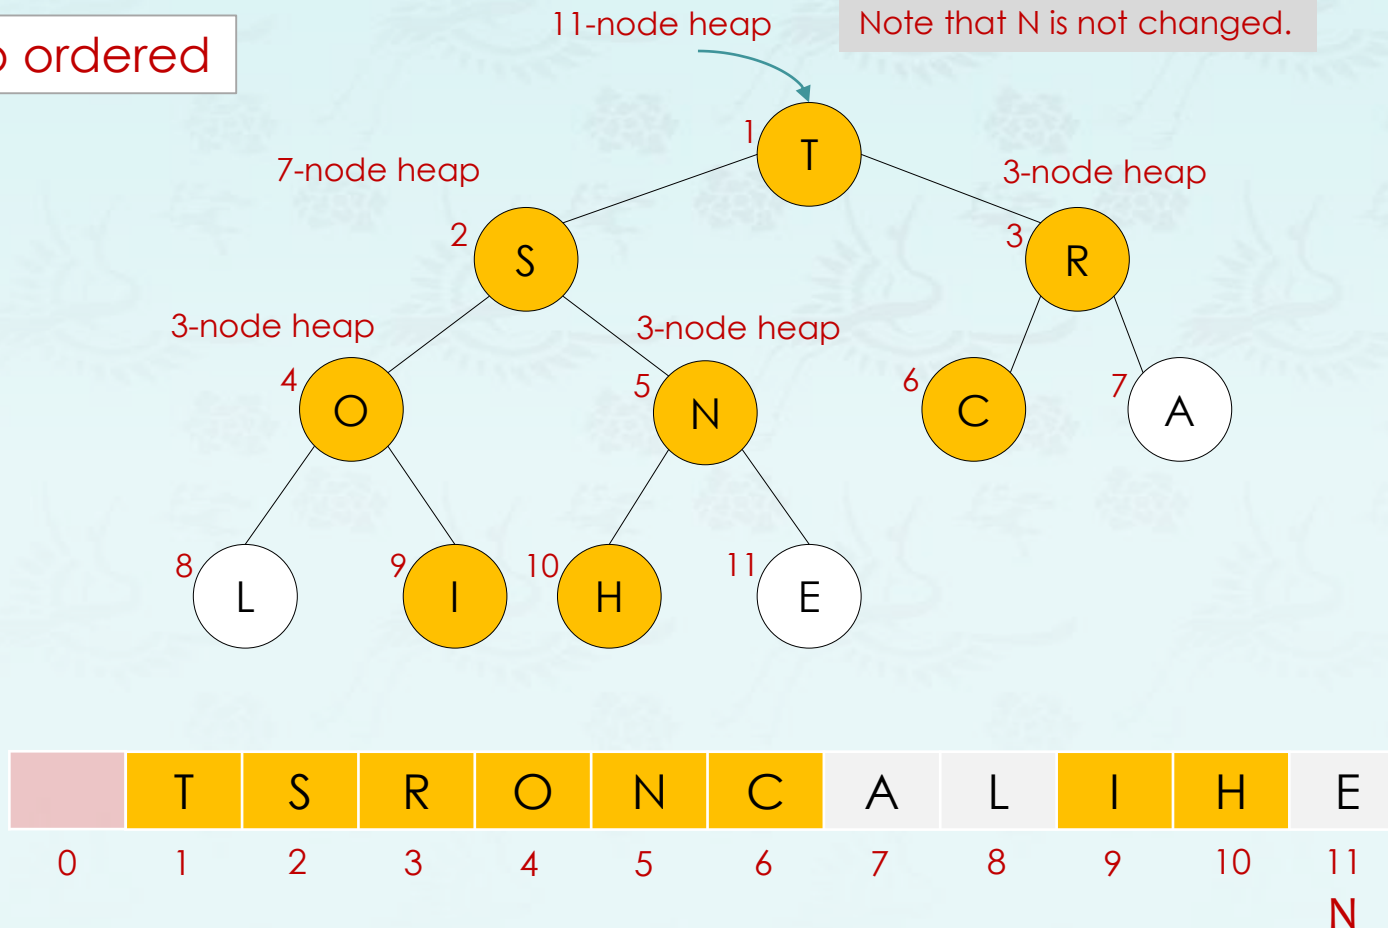 11-node heap
Note that N is not changed.
ordered
1
T
7-node heap
3-node heap
2
S
3
R
3-node heap
3-node heap
4
O
5
N
6
C
7
A
8
L
9
I
10
H
11
E
T S R O N C A L I H E
0 1 2 3 4 5 6 7 8 9 10 11
N